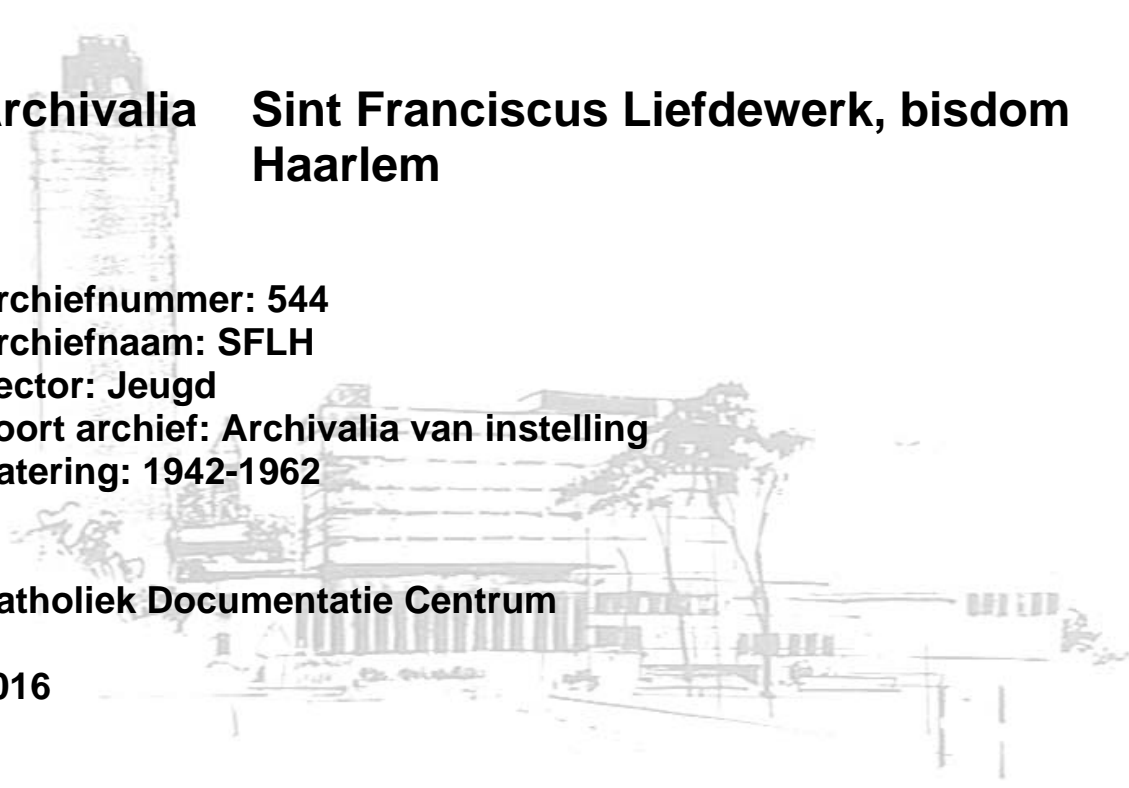 rchivalia Sint Franciscus Liefdewerk, bisdom
Haarlem
rchiefnummer: 544
rchiefnaam: SFLH
ector: Jeugd
oort archief: Archivalia van instelling
atering: 1942-1962
atholiek Documentatie Centrum
016